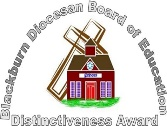 Blackburn Diocesan Board of Education
Distinctiveness Award